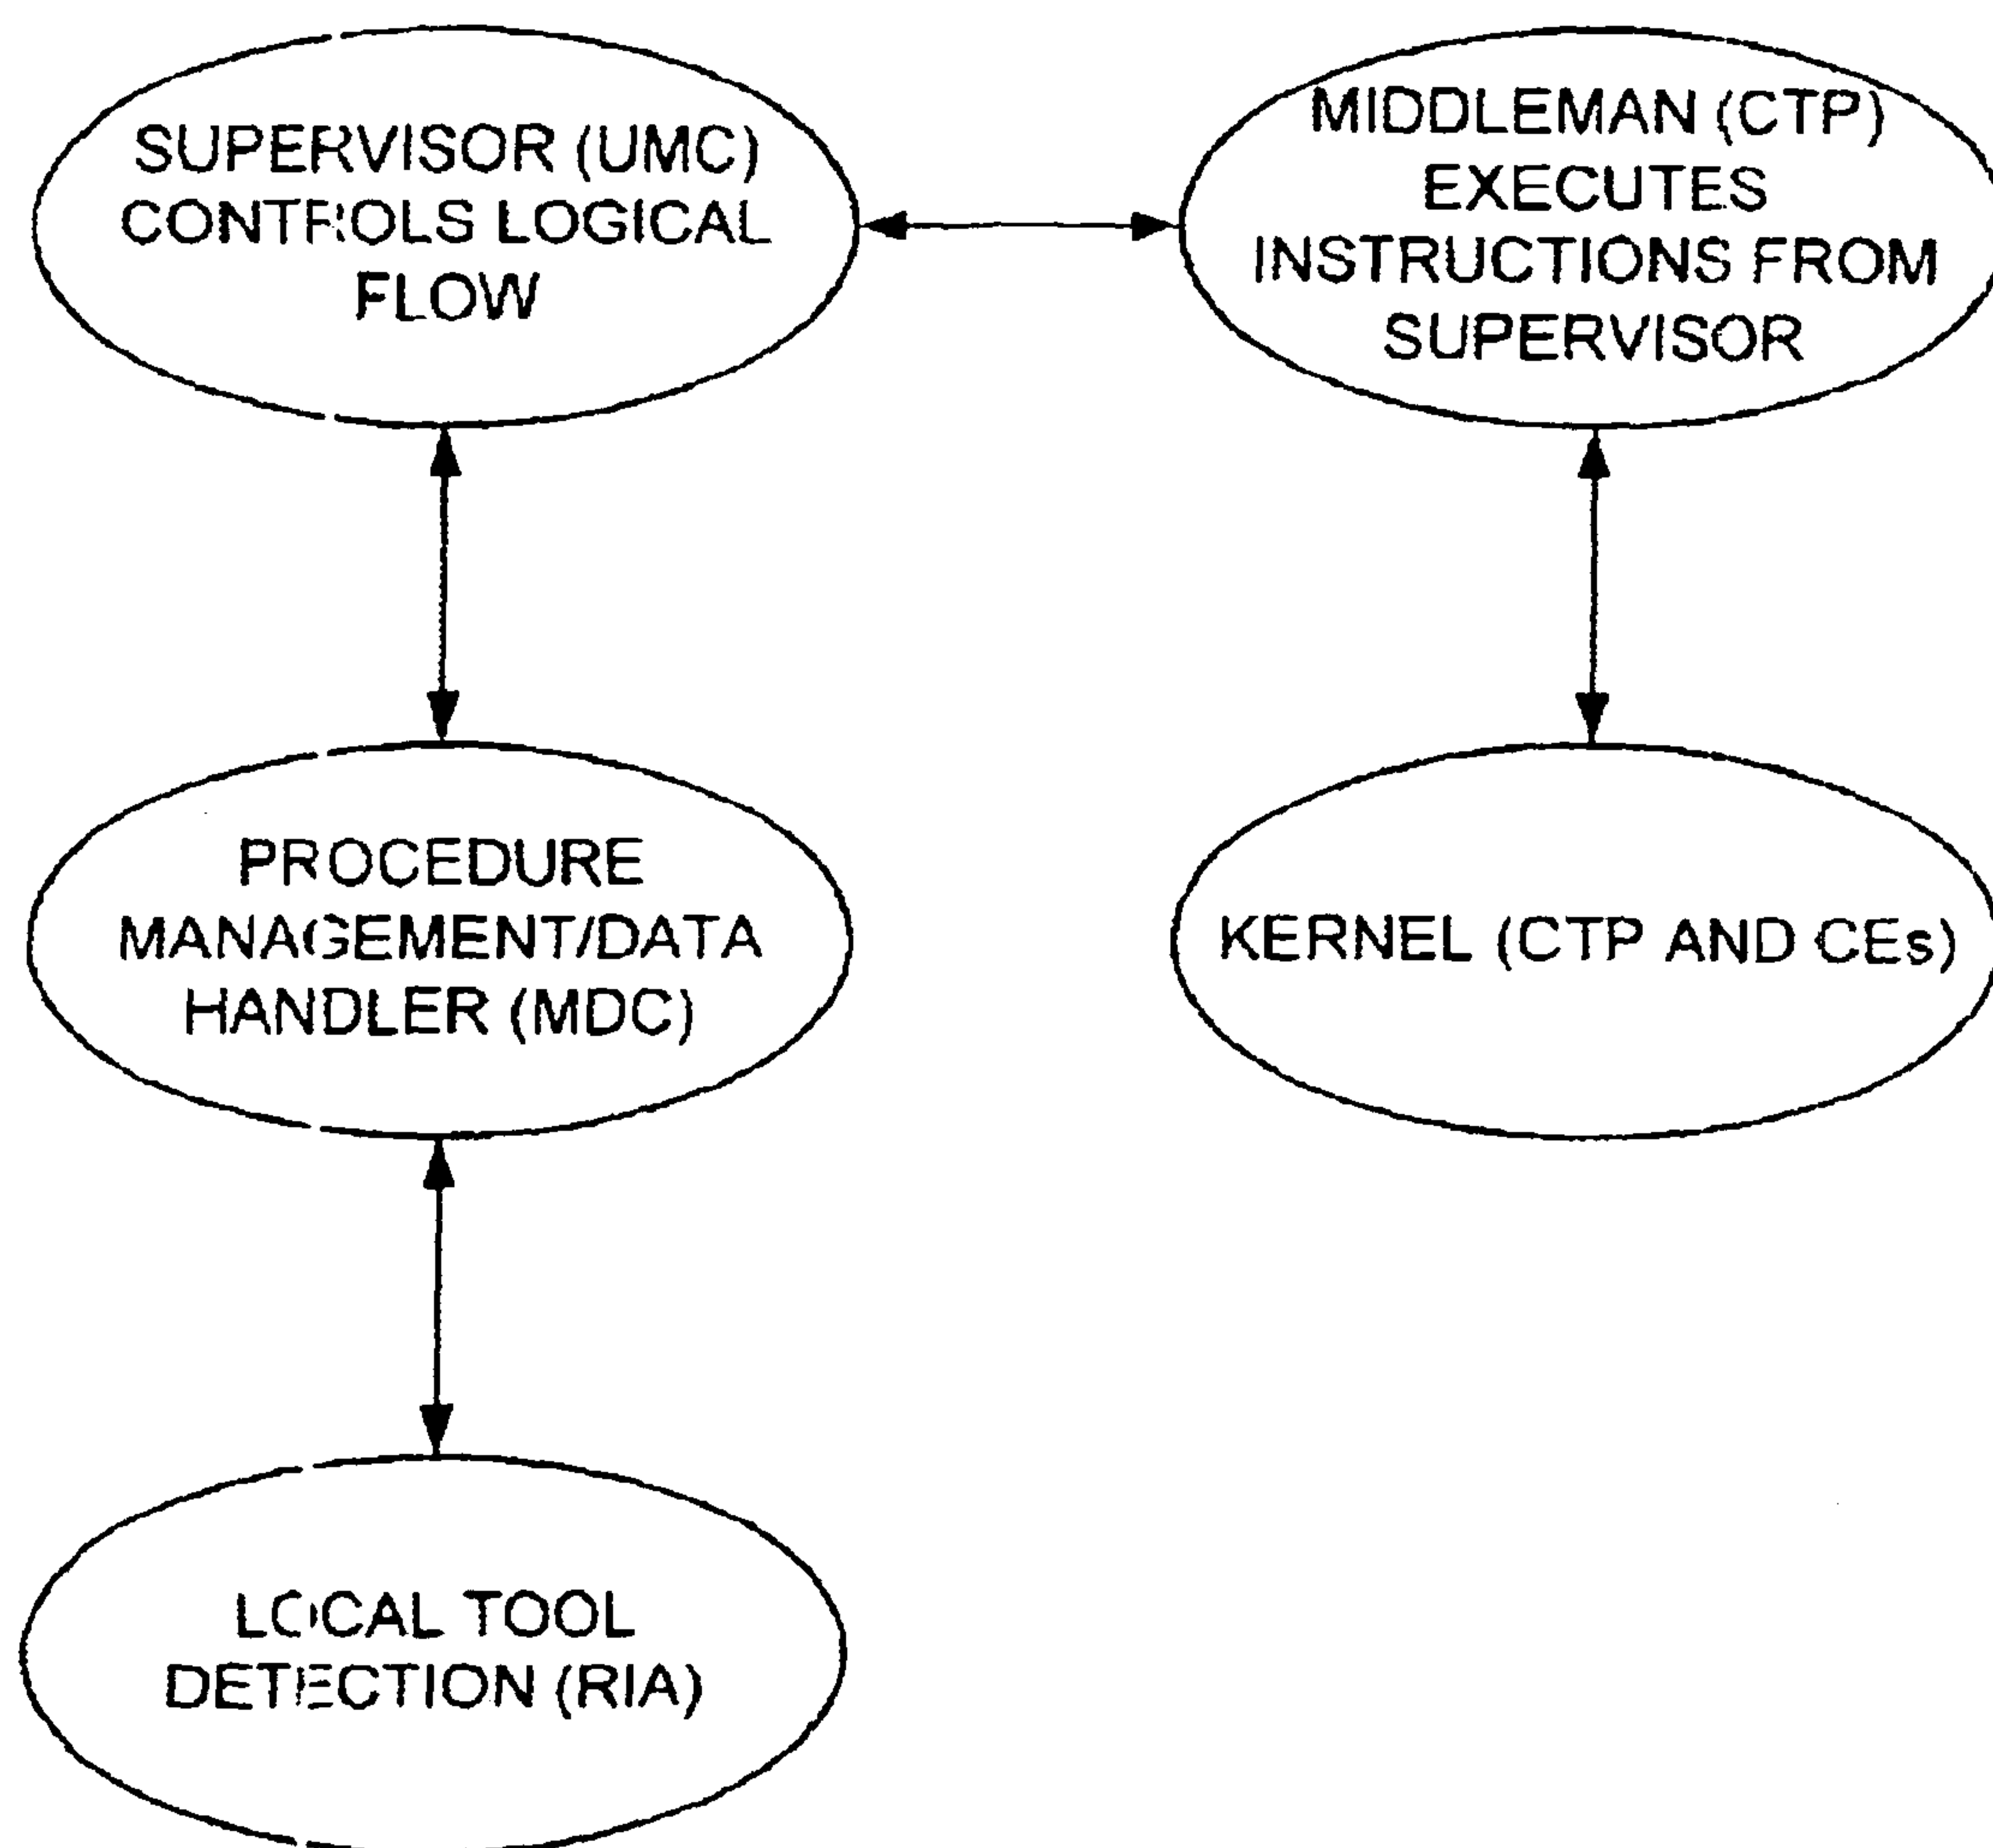 SUPERVISOR (UMC)
CONTROLS LOGICAL
FLOW
MIDDLEMAN (CTP)
EXECUTES
INSTRUCTIONS FROM
SUPERVISOR
PROCEDURE
MANAGEMENT/DATA
HANDLER (MDC)
KERNEL (CTP AND CEs)
LOCAL TOOL
DETECTION (RIA)